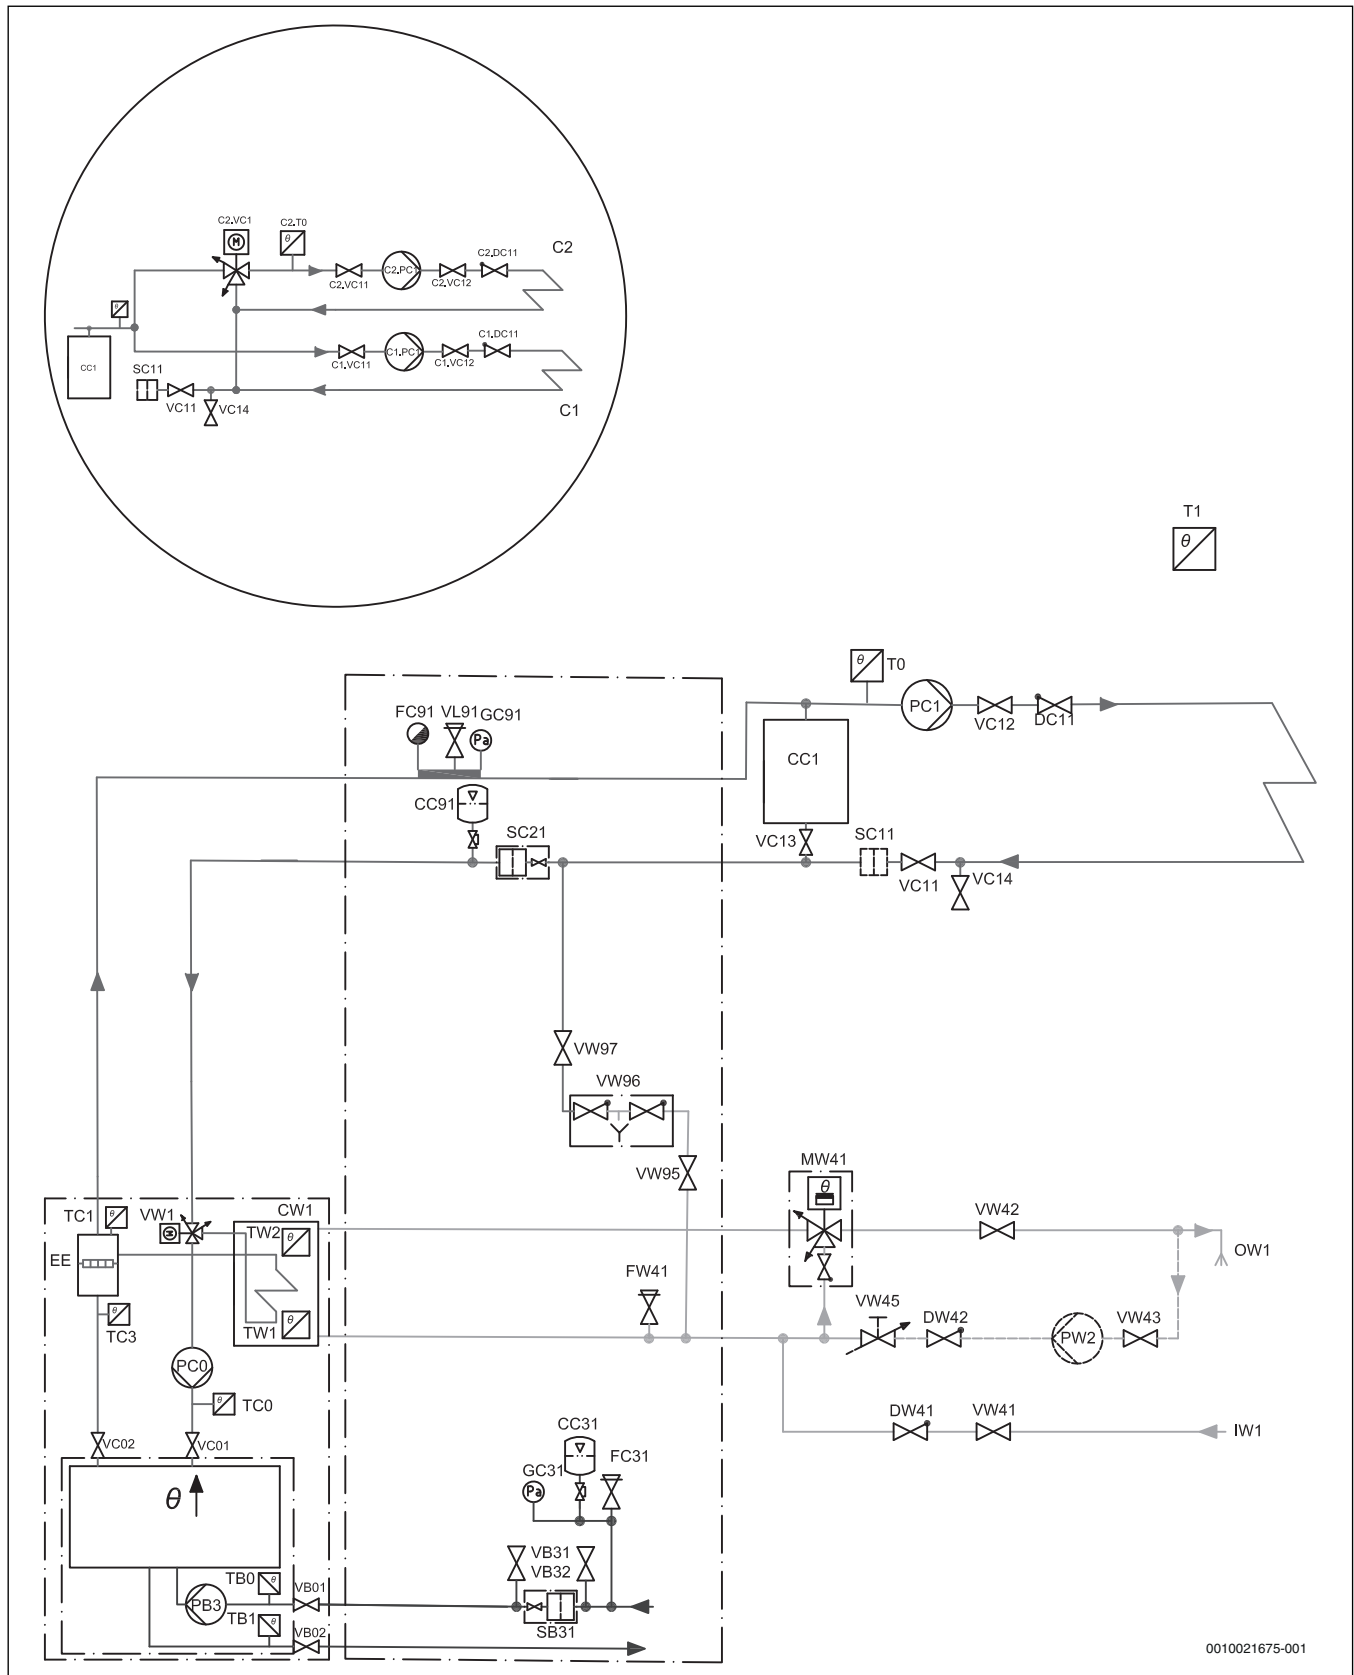 C2.VC1
C2.T0
M
θ
C2.DC11
C2
C2.VC11
C2.PC1
C2.VC12
θ
C1.DC11
CC1
SC11
C1.VC11
C1.PC1
C1.VC12
VC11
VC14
C1
T1
θ
θ
T0
FC91
VL91
GC91
PC1
Pa
VC12
DC11
CC1
CC91
SC21
VC13
SC11
VC11
VC14
VW97
VW96
VW95
MW41
θ
TC1
θ
VW1
M
CW1
TW2
θ
VW42
OW1
EE
FW41
θ
TC3
TW1
θ
VW45
DW42
PW2
VW43
PC0
θ
TC0
CC31
DW41
VW41
IW1
VC02
VC01
GC31
FC31
Pa
θ
VB31
VB32
TB0
θ
VB01
PB3
TB1
θ
VB02
SB31
0010021675-001